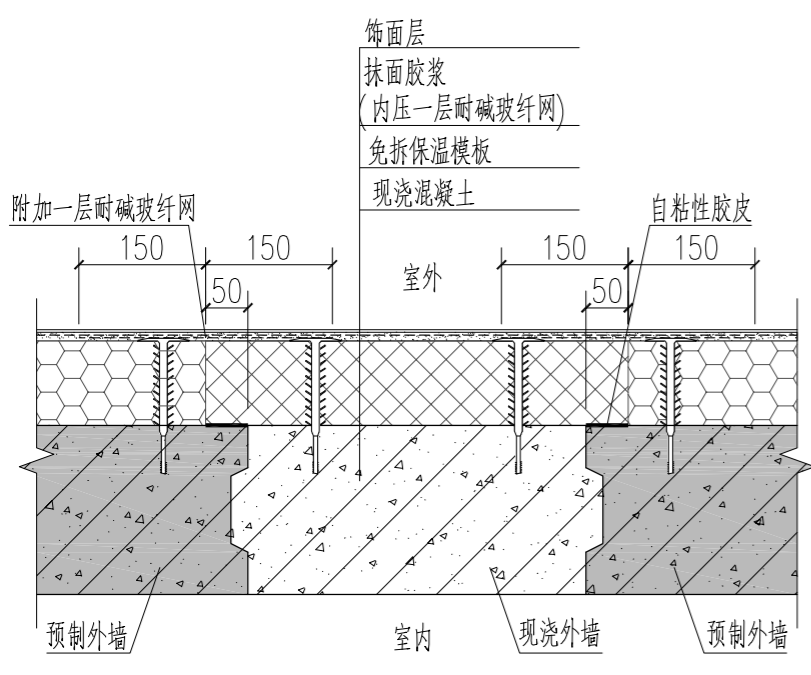 饰面层
抹面胶浆
(内压一层耐碱玻纤网)
免拆保温模板
现浇混凝土
附加一层耐碱玻纤网
自粘性胶皮
150
150
150
150
室外
50
50
预制外墙
室内
现浇外墙
预制外墙